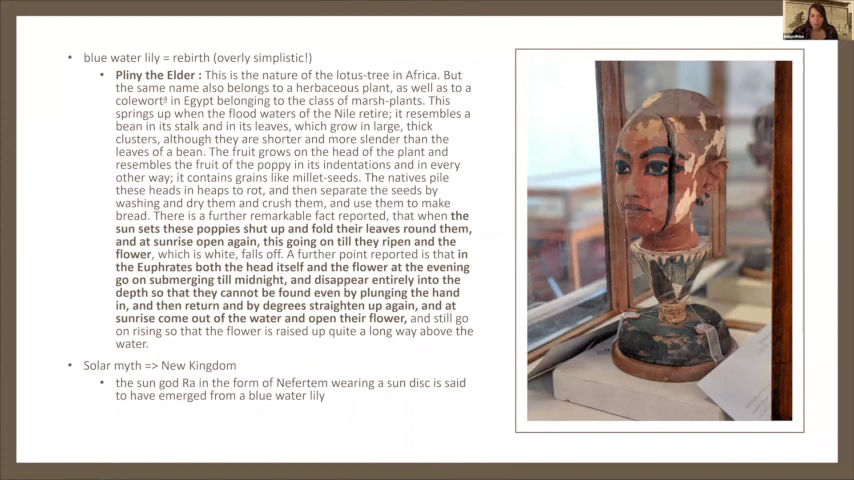 • blue water lily = rebirth (overly simplistic!)
• Pliny the Elder : This is the nature of the lotus-tree in Africa. But
the same name also belongs to a herbaceous plant, as well as to a
colewortª in Egypt belonging to the class of marsh-plants. This
springs up when the flood waters of the Nile retire; it resembles a
bean in its stalk and in its leaves, which grow in large, thick
clusters, although they are shorter and more slender than the
leaves of a bean. The fruit grows on the head of the plant and
resembles the fruit of the poppy in its indentations and in every
other way; it contains grains like millet-seeds. The natives pile
these heads in heaps to rot, and then separate the seeds by
washing and dry them and crush them, and use them to make
bread. There is a further remarkable fact reported, that when the
sun sets these poppies shut up and fold their leaves round them,
and at sunrise open again, this going on till they ripen and the
flower, which is white, falls off. A further point reported is that in
the Euphrates both the head itself and the flower at the evening
go on submerging till midnight, and disappear entirely into the
depth so that they cannot be found even by plunging the hand
in, and then return and by degrees straighten up again, and at
sunrise come out of the water and open their flower, and still go
on rising so that the flower is raised up quite a long way above the
water.
• Solar myth => New Kingdom
• the sun god Ra in the form of Nefertem wearing a sun disc is said
to have emerged from a blue water lily